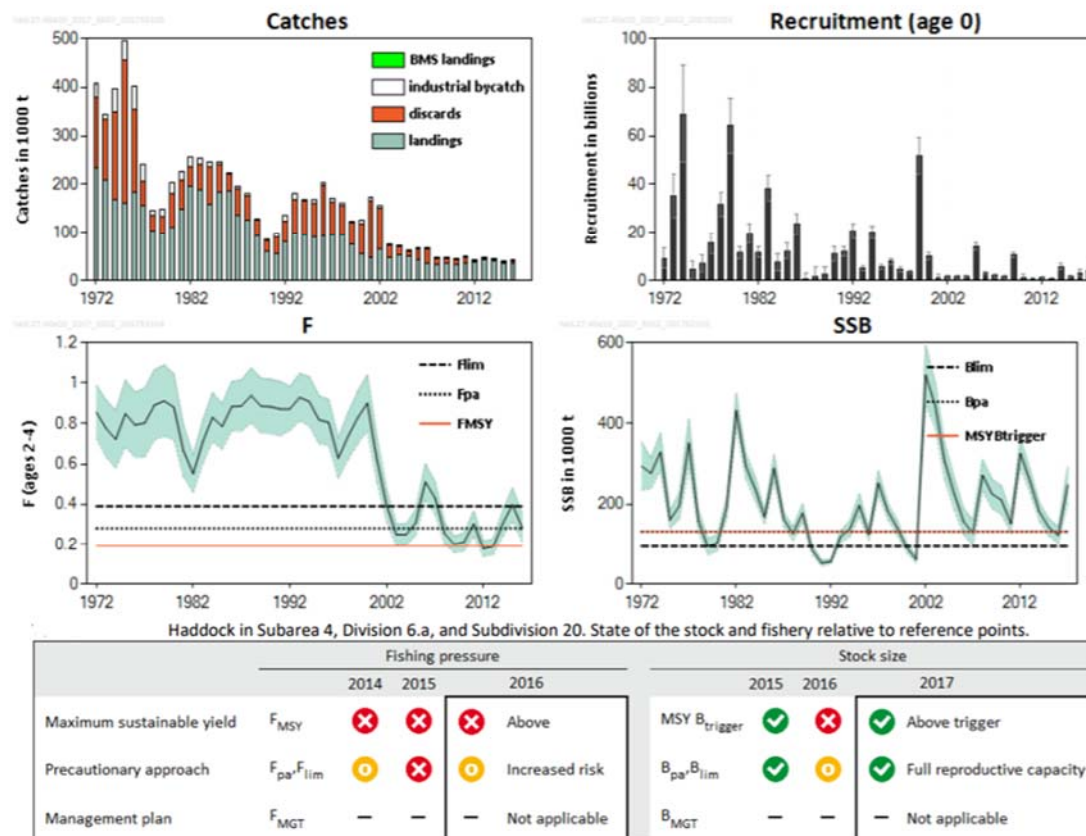 Catches
500
400
300
200
100
0
Catches in 1000 t
BMS landings
industrial bycatch
discards
landings
1972 1982 1992 2002 2012
Recruitment (age 0)
100
80
60
40
20
0
Recruitment in billions
1972 1982 1992 2002 2012
F
1.2
1
0.8
0.6
0.4
0.2
0
F (ages 2-4)
Flim
Fpa
FMSY
1972 1982 1992 2002 2012
SSB
600
400
200
0
SSB in 1000 t
Blim
Bpa
MSYBtrigger
1972 1982 1992 2002 2012
Haddock in Subarea 4, Division 6.a, and Subdivision 20. State of the stock and fishery relative to reference points.
Fishing pressure Stock size
2014 2015 2016 2015 2016 2017
Maximum sustainable yield FMSY Above MSY Btrigger Above trigger
Precautionary approach Fpa,Flim Increased risk Bpa,Blim Full reproductive capacity
Management plan FMGT – – – Not applicable BMGT – – – Not applicable